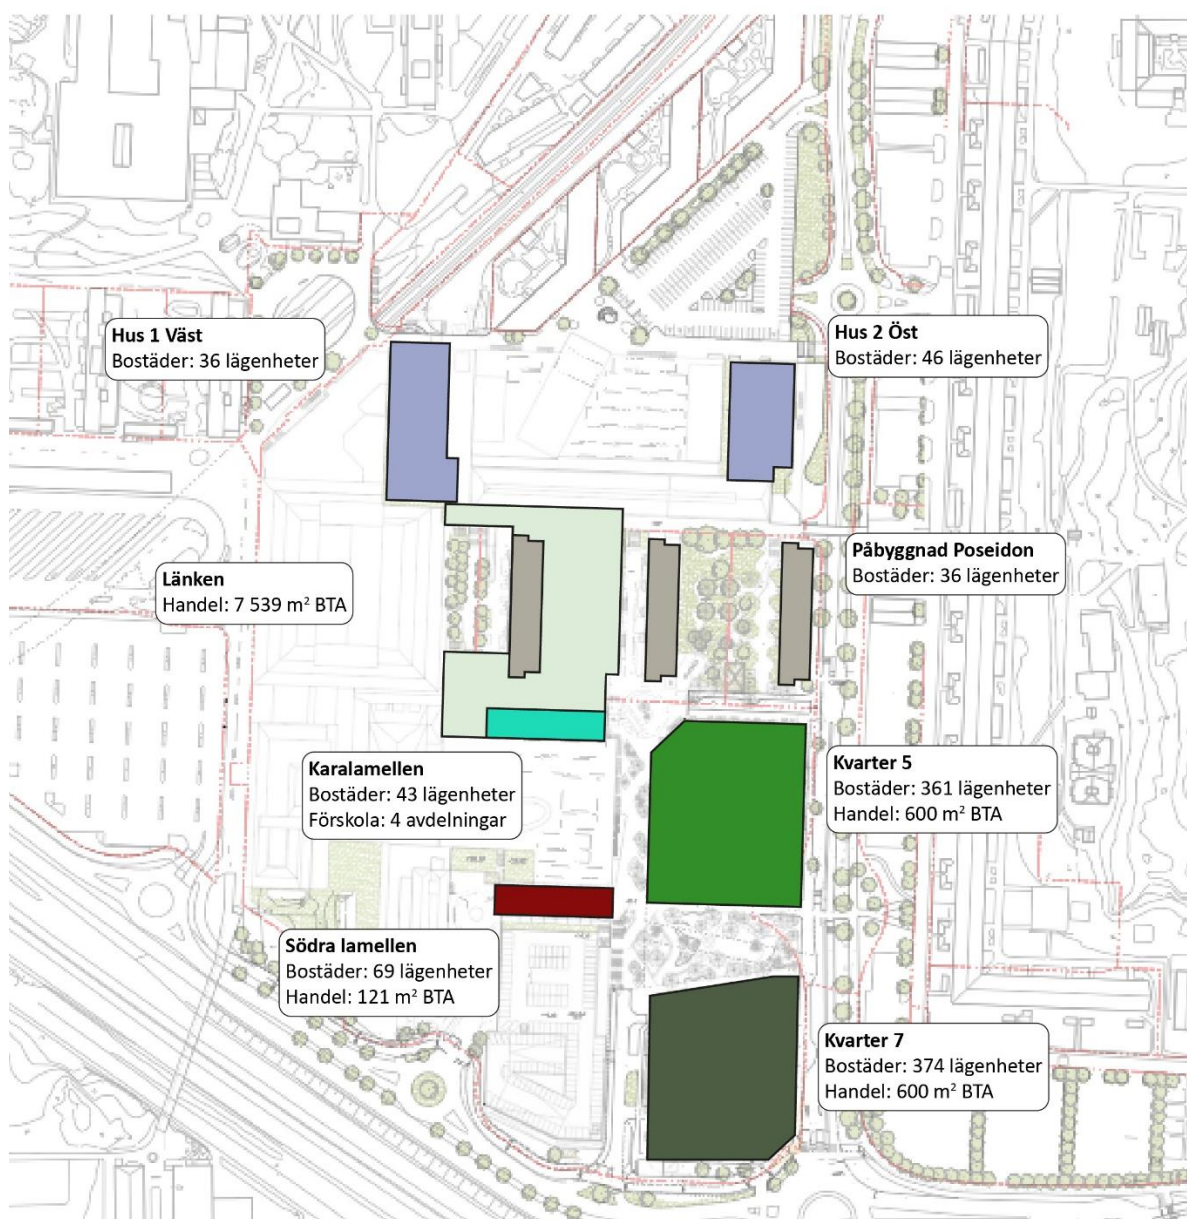 Hus 1 Väst
Bostäder: 36 lägenheter
Hus 2 Öst
Bostäder: 46 lägenheter
Länken
Handel: 7 539 m² BTA
Påbyggnad Poseidon
Bostäder: 36 lägenheter
Karalamellen
Bostäder: 43 lägenheter
Förskola: 4 avdelningar
Kvarter 5
Bostäder: 361 lägenheter
Handel: 600 m² BTA
Södra lamellen
Bostäder: 69 lägenheter
Handel: 121 m² BTA
Kvarter 7
Bostäder: 374 lägenheter
Handel: 600 m² BTA